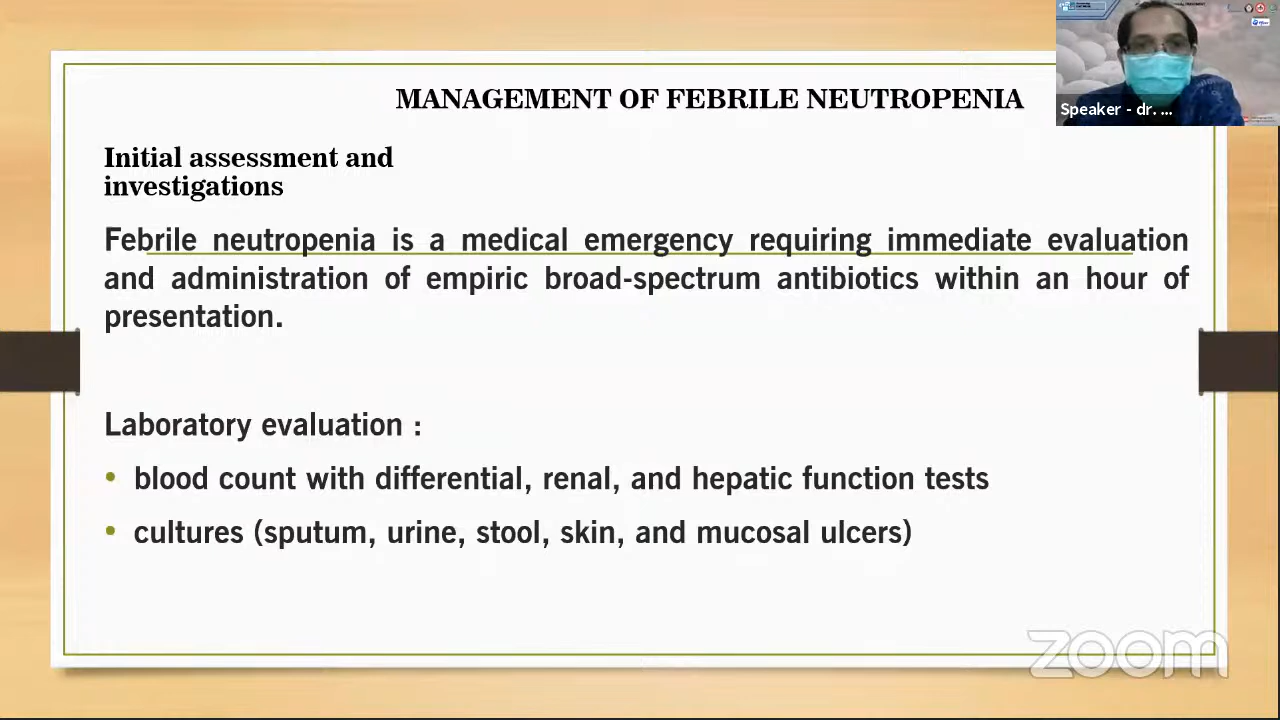 MANAGEMENT OF FEBRILE NEUTROPENIA
Speaker - dr. ...
Initial assessment and
investigations
Febrile neutropenia is a medical emergency requiring immediate evaluation
and administration of empiric broad-spectrum antibiotics within an hour of
presentation.
Laboratory evaluation :
• blood count with differential, renal, and hepatic function tests
• cultures (sputum, urine, stool, skin, and mucosal ulcers)
zoom